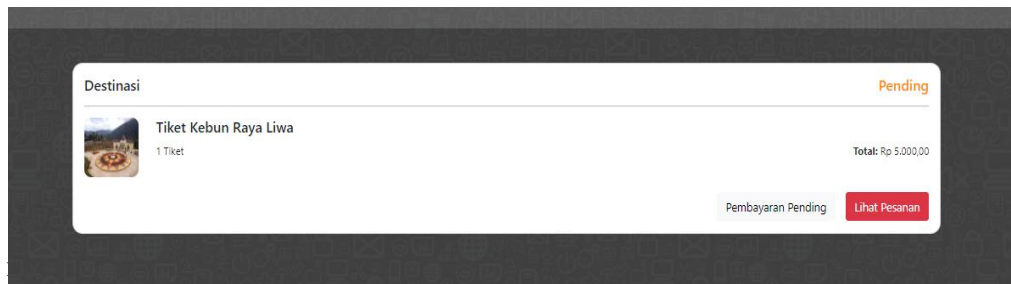 Destinasi
Pending
Tiket Kebun Raya Liwa
1 Tiket
Total: Rp 5.000,00
Pembayaran Pending
Lihat Pesanan